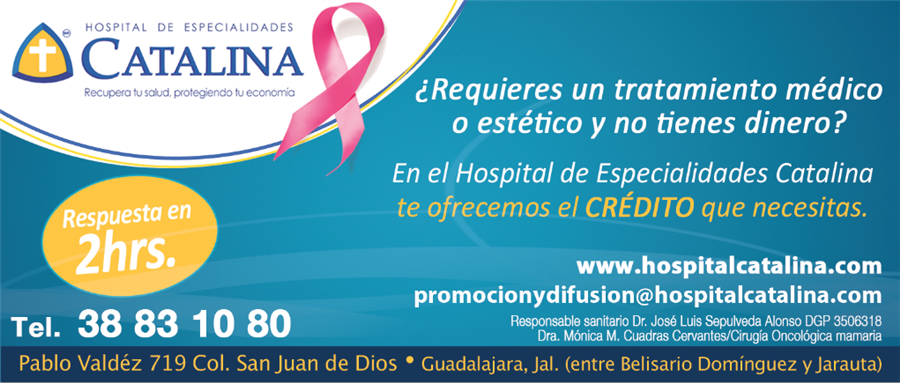 HOSPITAL DE ESPECIALIDADES
CATALINA
Recupera tu salud, protegiendo tu economía
¿Requieres un tratamiento médico
o estético y no tienes dinero?
En el Hospital de Especialidades Catalina
te ofrecemos el CRÉDITO que necesitas.
Respuesta en
2hrs.
www.hospitalcatalina.com
promocionydifusion@hospitalcatalina.com
Tel. 38 83 10 80
Responsable sanitario Dr. José Luis Sepulveda Alonso DGP 3506318
Dra. Mónica M. Cuadras Cervantes/Cirugía Oncológica mamaria
Pablo Valdéz 719 Col. San Juan de Dios • Guadalajara, Jal. (entre Belisario Domínguez y Jarauta)